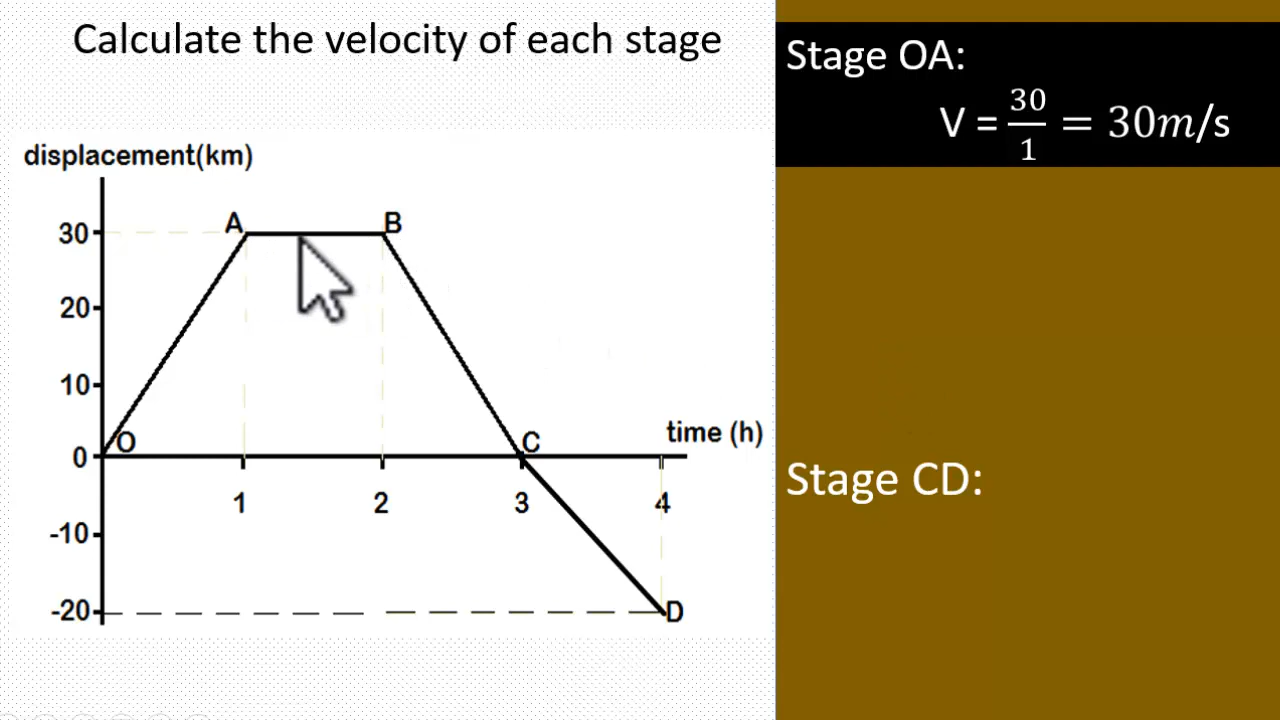 Calculate the velocity of each stage
displacement(km)
30
20
10
0
-10
-20
A
B
O
C
D
1
2
3
4
time (h)
Stage OA:
V = 30/1 = 30m/s
Stage CD: